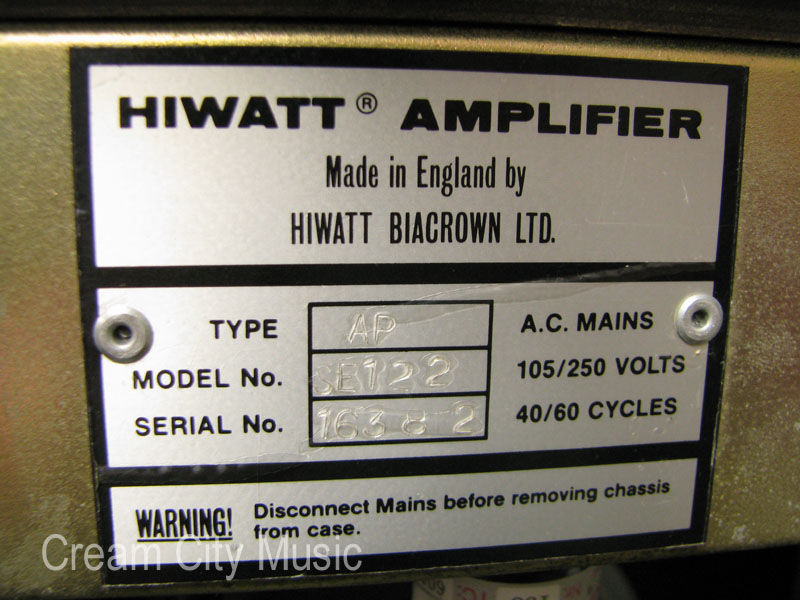 HIWATT® AMPLIFIER
Made in England by
HIWATT BIACROWN LTD.
TYPE AP A.C. MAINS
MODEL No. SE122 105/250 VOLTS
SERIAL No. 16382 40/60 CYCLES
WARNING! Disconnect Mains before removing chassis
from case.
Cream City Music